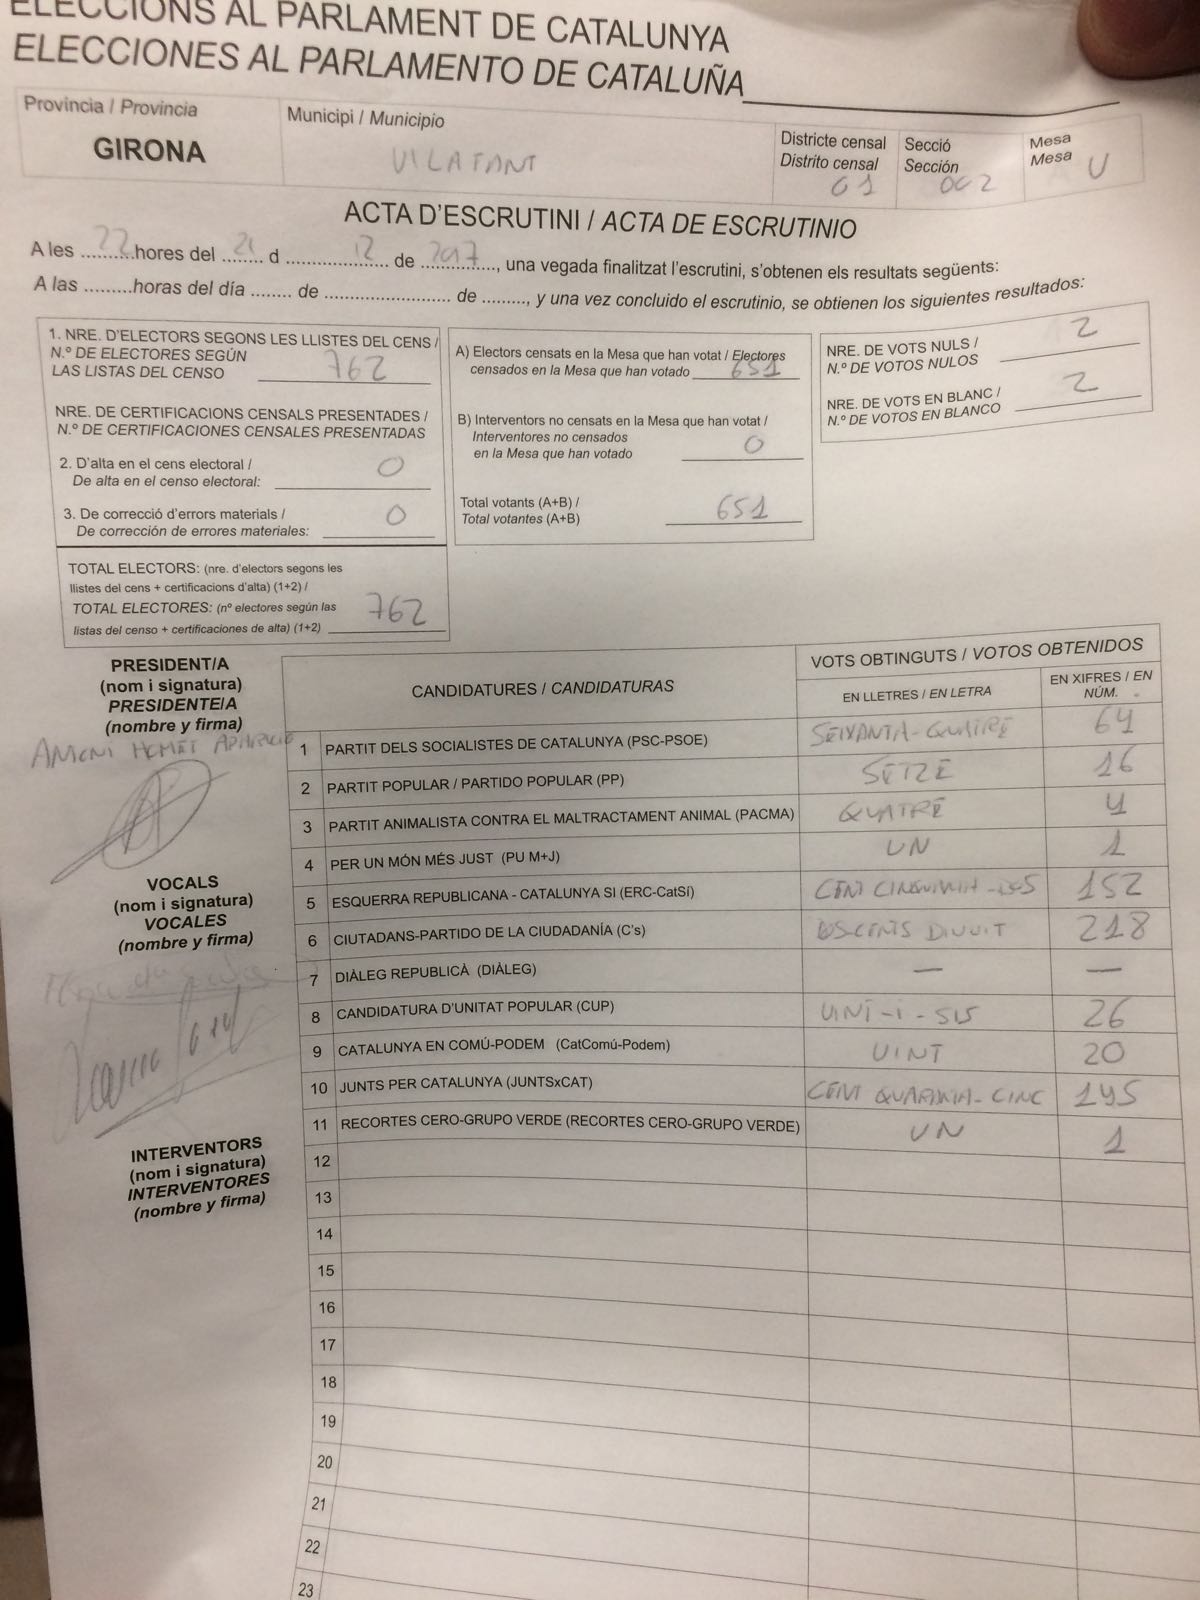 ELECCIONS AL PARLAMENT DE CATALUNYA
ELECCIONES AL PARLAMENTO DE CATALUÑA
Provincia / Provincia
GIRONA
Municipi / Municipio
VILAFANT
Districte censal
Distrito censal
01
Secció
Sección
002
Mesa
Mesa
U
ACTA D'ESCRUTINI / ACTA DE ESCRUTINIO
A les 22 hores del 21 d 12 de 2017, una vegada finalitzat l'escrutini, s'obtenen els resultats següents:
A las .........horas del día ....... de ....................... de ........, y una vez concluido el escrutinio, se obtienen los siguientes resultados:
1. NRE. D'ELECTORS SEGONS LES LLISTES DEL CENS /
N.º DE ELECTORES SEGÚN
LAS LISTAS DEL CENSO 762
NRE. DE CERTIFICACIONS CENSALS PRESENTADES /
N.º DE CERTIFICACIONES CENSALES PRESENTADAS
2. D'alta en el cens electoral /
De alta en el censo electoral: 0
3. De correcció d'errors materials /
De corrección de errores materiales: 0
TOTAL ELECTORS: (nre. d'electors segons les
llistes del cens + certificacions d'alta) (1+2) /
TOTAL ELECTORES: (nº electores según las
listas del censo + certificaciones de alta) (1+2) 762
A) Electors censats en la Mesa que han votat / Electores
censados en la Mesa que han votado 651
B) Interventors no censats en la Mesa que han votat /
Interventores no censados
en la Mesa que han votado 0
Total votants (A+B) /
Total votantes (A+B) 651
NRE. DE VOTS NULS /
N.º DE VOTOS NULOS 2
NRE. DE VOTS EN BLANC /
N.º DE VOTOS EN BLANCO 2
PRESIDENT/A
(nom i signatura)
PRESIDENTE/A
(nombre y firma)
APARICIO
VOCALS
(nom i signatura)
VOCALES
(nombre y firma)
INTERVENTORS
(nom i signatura)
INTERVENTORES
(nombre y firma)
CANDIDATURES / CANDIDATURAS
VOTS OBTINGUTS / VOTOS OBTENIDOS
EN LLETRES / EN LETRA
EN XIFRES / EN
NÚM.
1 PARTIT DELS SOCIALISTES DE CATALUNYA (PSC-PSOE) SEIXANTA-QUATRE 64
2 PARTIT POPULAR / PARTIDO POPULAR (PP) SETZE 16
3 PARTIT ANIMALISTA CONTRA EL MALTRACTAMENT ANIMAL (PACMA) QUATRE 4
4 PER UN MÓN MÉS JUST (PU M+J) UN 1
5 ESQUERRA REPUBLICANA - CATALUNYA SI (ERC-CatSí) CENT CINQUANTA-DOS 152
6 CIUTADANS-PARTIDO DE LA CIUDADANÍA (C's) DOSCENTS DIVUIT 218
7 DIÀLEG REPUBLICÀ (DIÀLEG) — —
8 CANDIDATURA D'UNITAT POPULAR (CUP) VINT-I-SIS 26
9 CATALUNYA EN COMÚ-PODEM (CatComú-Podem) VINT 20
10 JUNTS PER CATALUNYA (JUNTSxCAT) CENT QUARANTA-CINC 145
11 RECORTES CERO-GRUPO VERDE (RECORTES CERO-GRUPO VERDE) UN 1
12
13
14
15
16
17
18
19
20
21
22
23